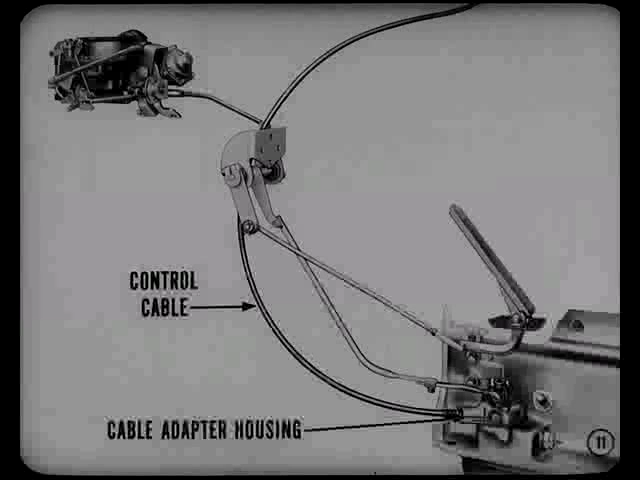 CONTROL
CABLE
CABLE ADAPTER HOUSING
11